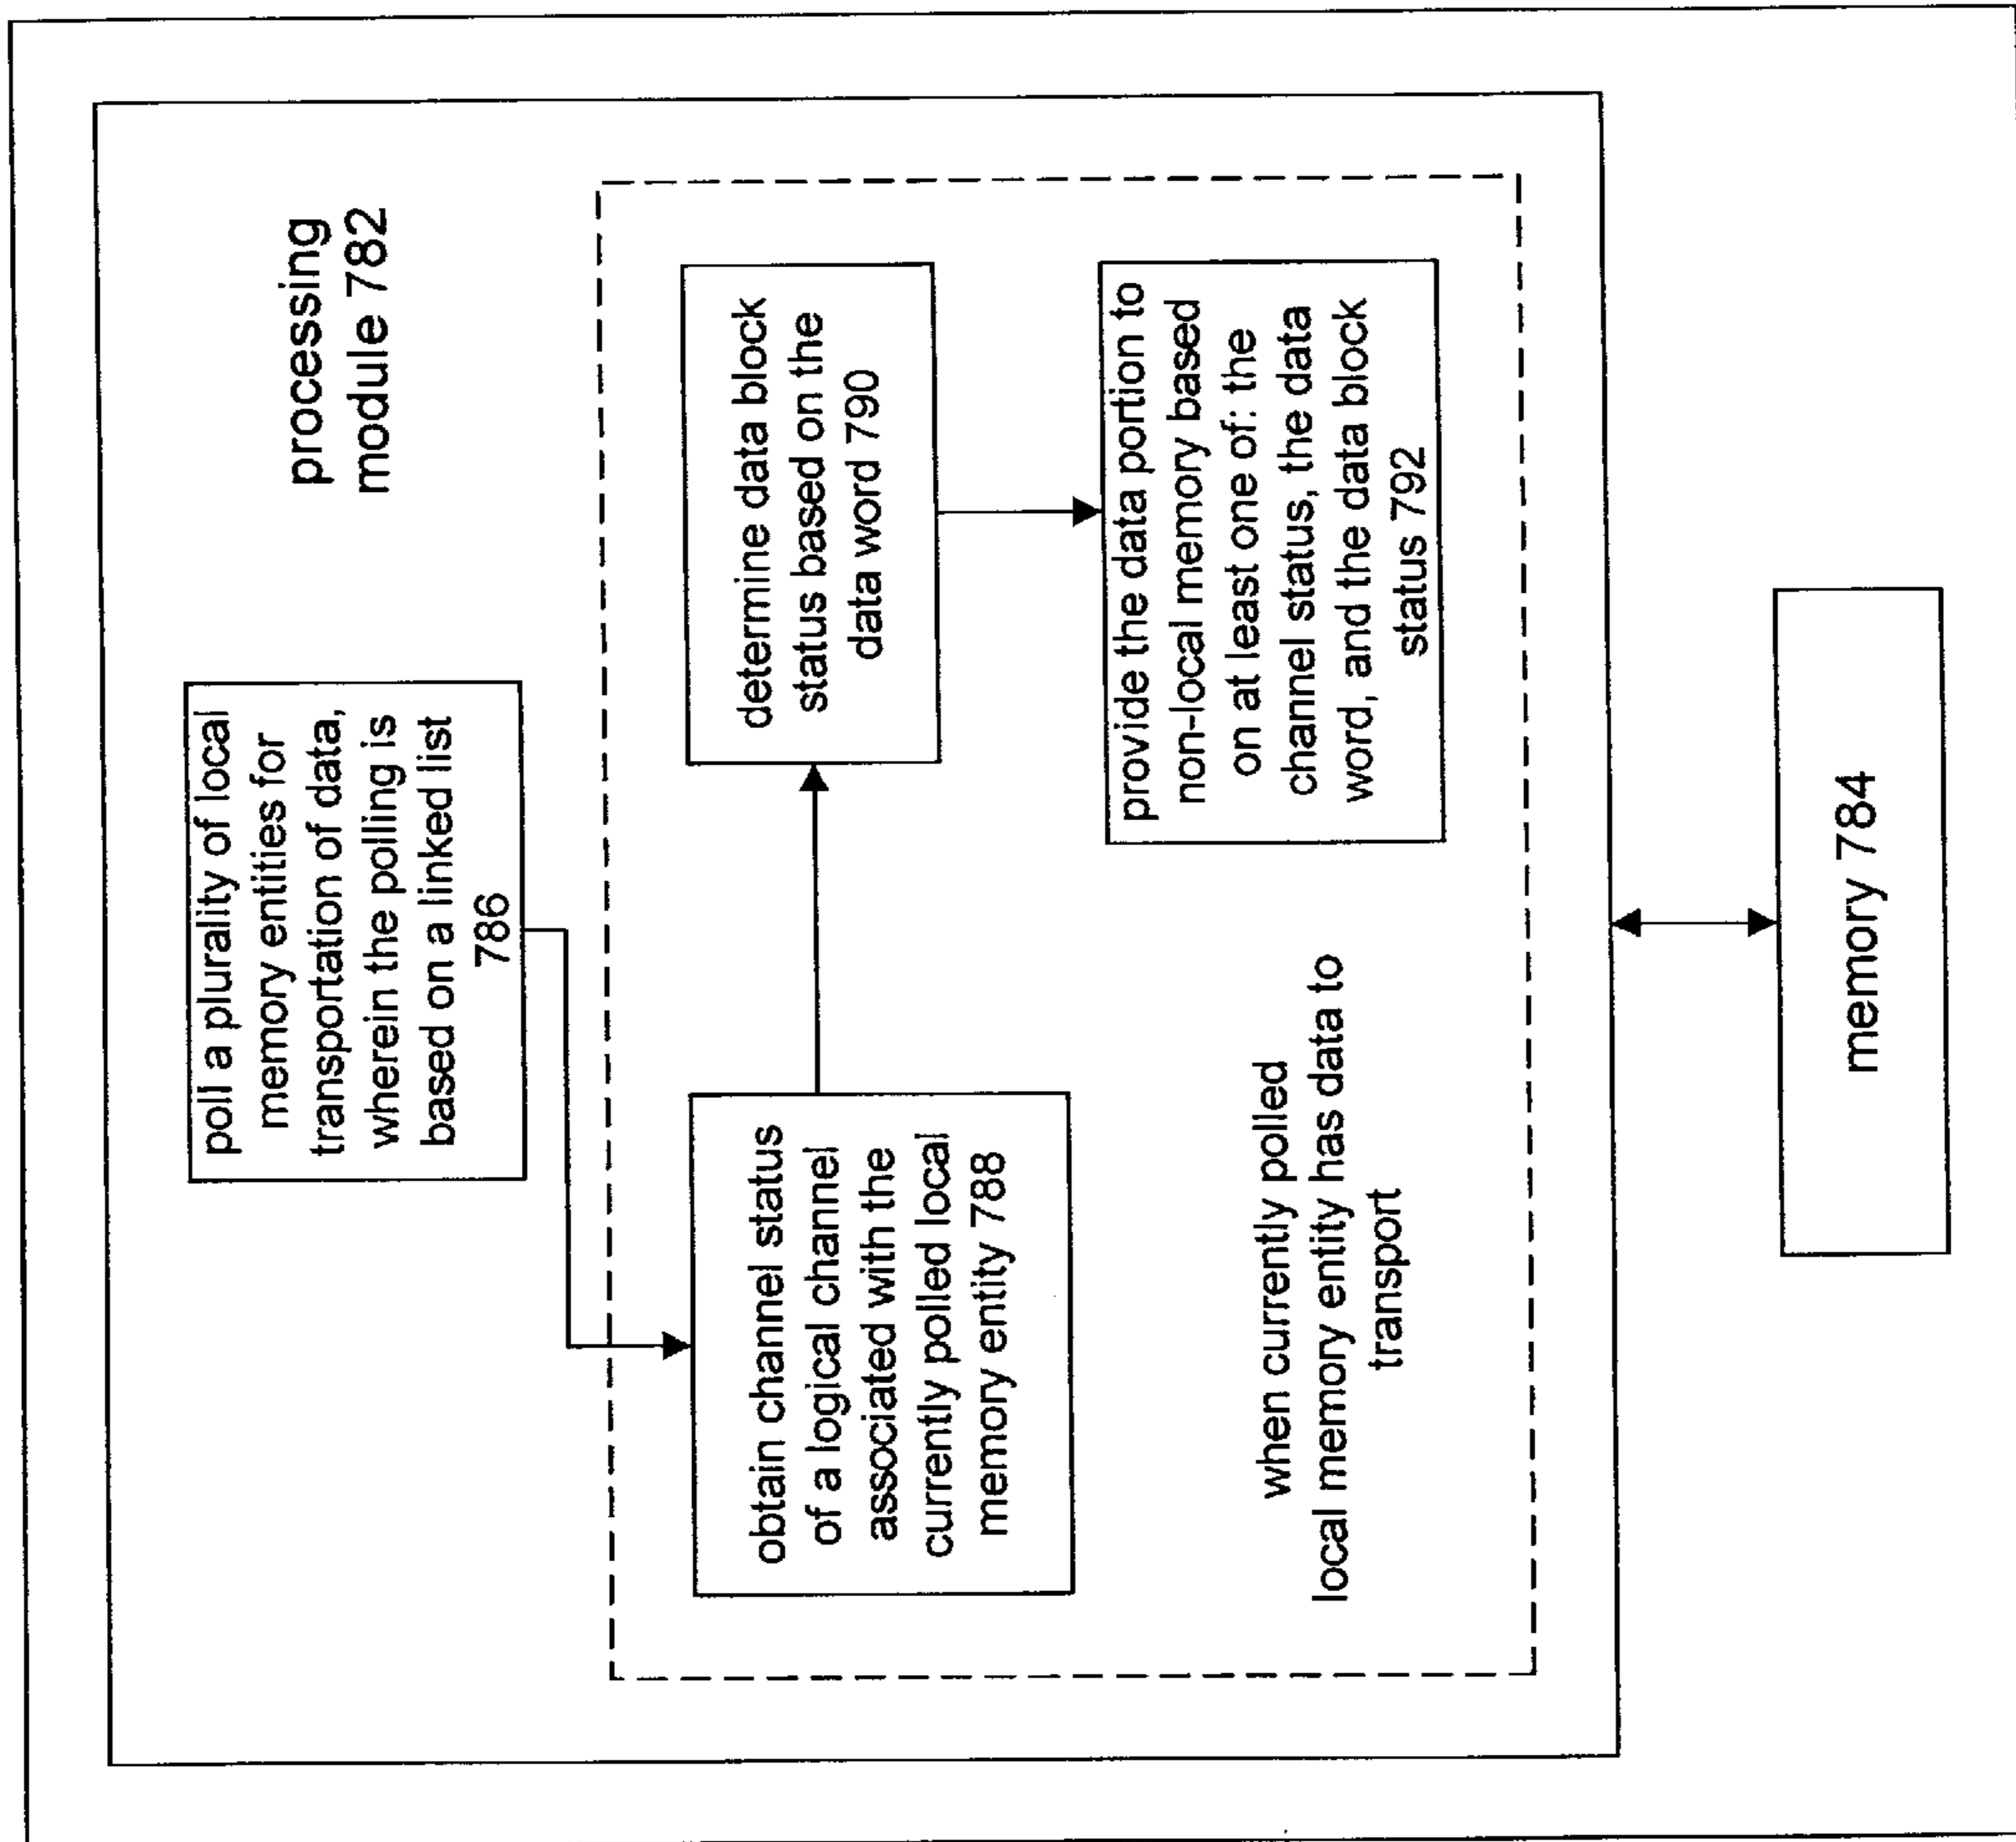 processing
module 782
poll a plurality of local
memory entities for
transportation of data,
wherein the polling is
based on a linked list
786
obtain channel status
of a logical channel
associated with the
currently polled local
memory entity 788
determine data block
status based on the
data word 790
provide the data portion to
non-local memory based
on at least one of: the
channel status, the data
word, and the data block
status 792
when currently polled
local memory entity has data to
transport
memory 784